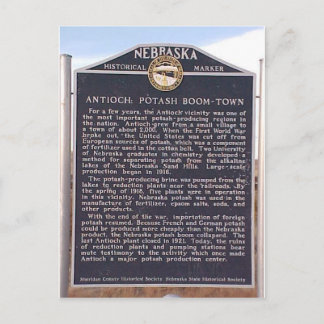 NEBRASKA
HISTORICAL MARKER
ANTIOCH: POTASH BOOM-TOWN
For a few years, the Antioch vicinity was one of
the most important potash-producing regions in
the nation. Antioch grew from a small village to
a town of about 2,000. When the First World War
broke out, the United States was cut off from
European sources of potash, which was a component
of fertilizer used in the cotton belt. Two University
of Nebraska graduates in chemistry developed a
method for separating potash from the alkaline
lakes of the Nebraska Sand Hills. Large-scale
production began in 1916.
The potash-producing brine was pumped from the
lakes to reduction plants near the railroads. By
the spring of 1918, five plants were in operation
in this vicinity. Nebraska potash was used in the
manufacture of fertilizer, epsom salts, soda, and
other products.
With the end of the war, importation of foreign
potash resumed. Because French and German potash
could be produced more cheaply than the Nebraska
product, the Nebraska potash boom collapsed. The
last Antioch plant closed in 1921. Today, the ruins
of reduction plants and pumping stations bear
mute testimony to the activity which once made
Antioch a major potash production center.
Sheridan County Historical Society Nebraska State Historical Society